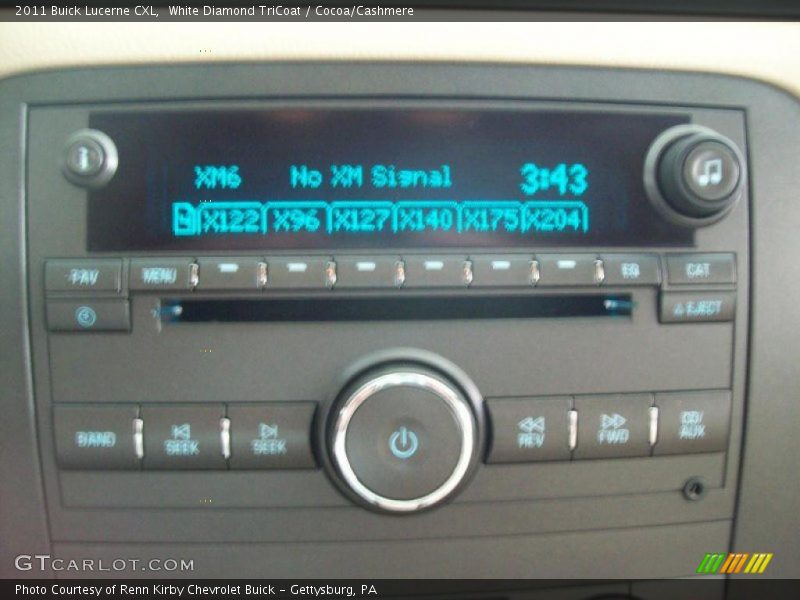 2011 Buick Lucerne CXL,  White Diamond TriCoat / Cocoa/Cashmere
XM6 No XM Signal 3:43
X122 X96 X127 X140 X175 X204
FAV MENU EQ CAT
EJECT
BAND SEEK SEEK REV FWD CD/
AUX
GTCARLOT.COM
Photo Courtesy of Renn Kirby Chevrolet Buick – Gettysburg, PA